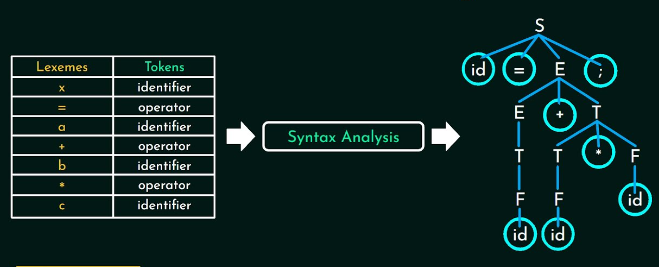 Lexemes Tokens
x identifier
= operator
a identifier
+ operator
b identifier
* operator
c identifier
Syntax Analysis
S
id = E ;
E + T
T T * F
F F id
id id